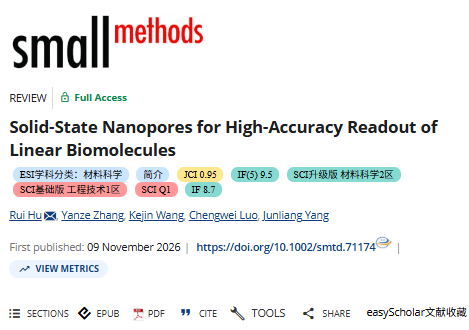 small methods
REVIEW Full Access
Solid-State Nanopores for High-Accuracy Readout of
Linear Biomolecules
ESI学科分类：材料科学 简介 JCI 0.95 IF(5) 9.5 SCI升级版 材料科学2区
SCI基础版 工程技术1区 SCI Q1 IF 8.7
Rui Hu, Yanze Zhang, Kejin Wang, Chengwei Luo, Junliang Yang
First published: 09 November 2026 | https://doi.org/10.1002/smtd.71174 |
VIEW METRICS
SECTIONS EPUB PDF CITE TOOLS SHARE easyScholar文献收藏